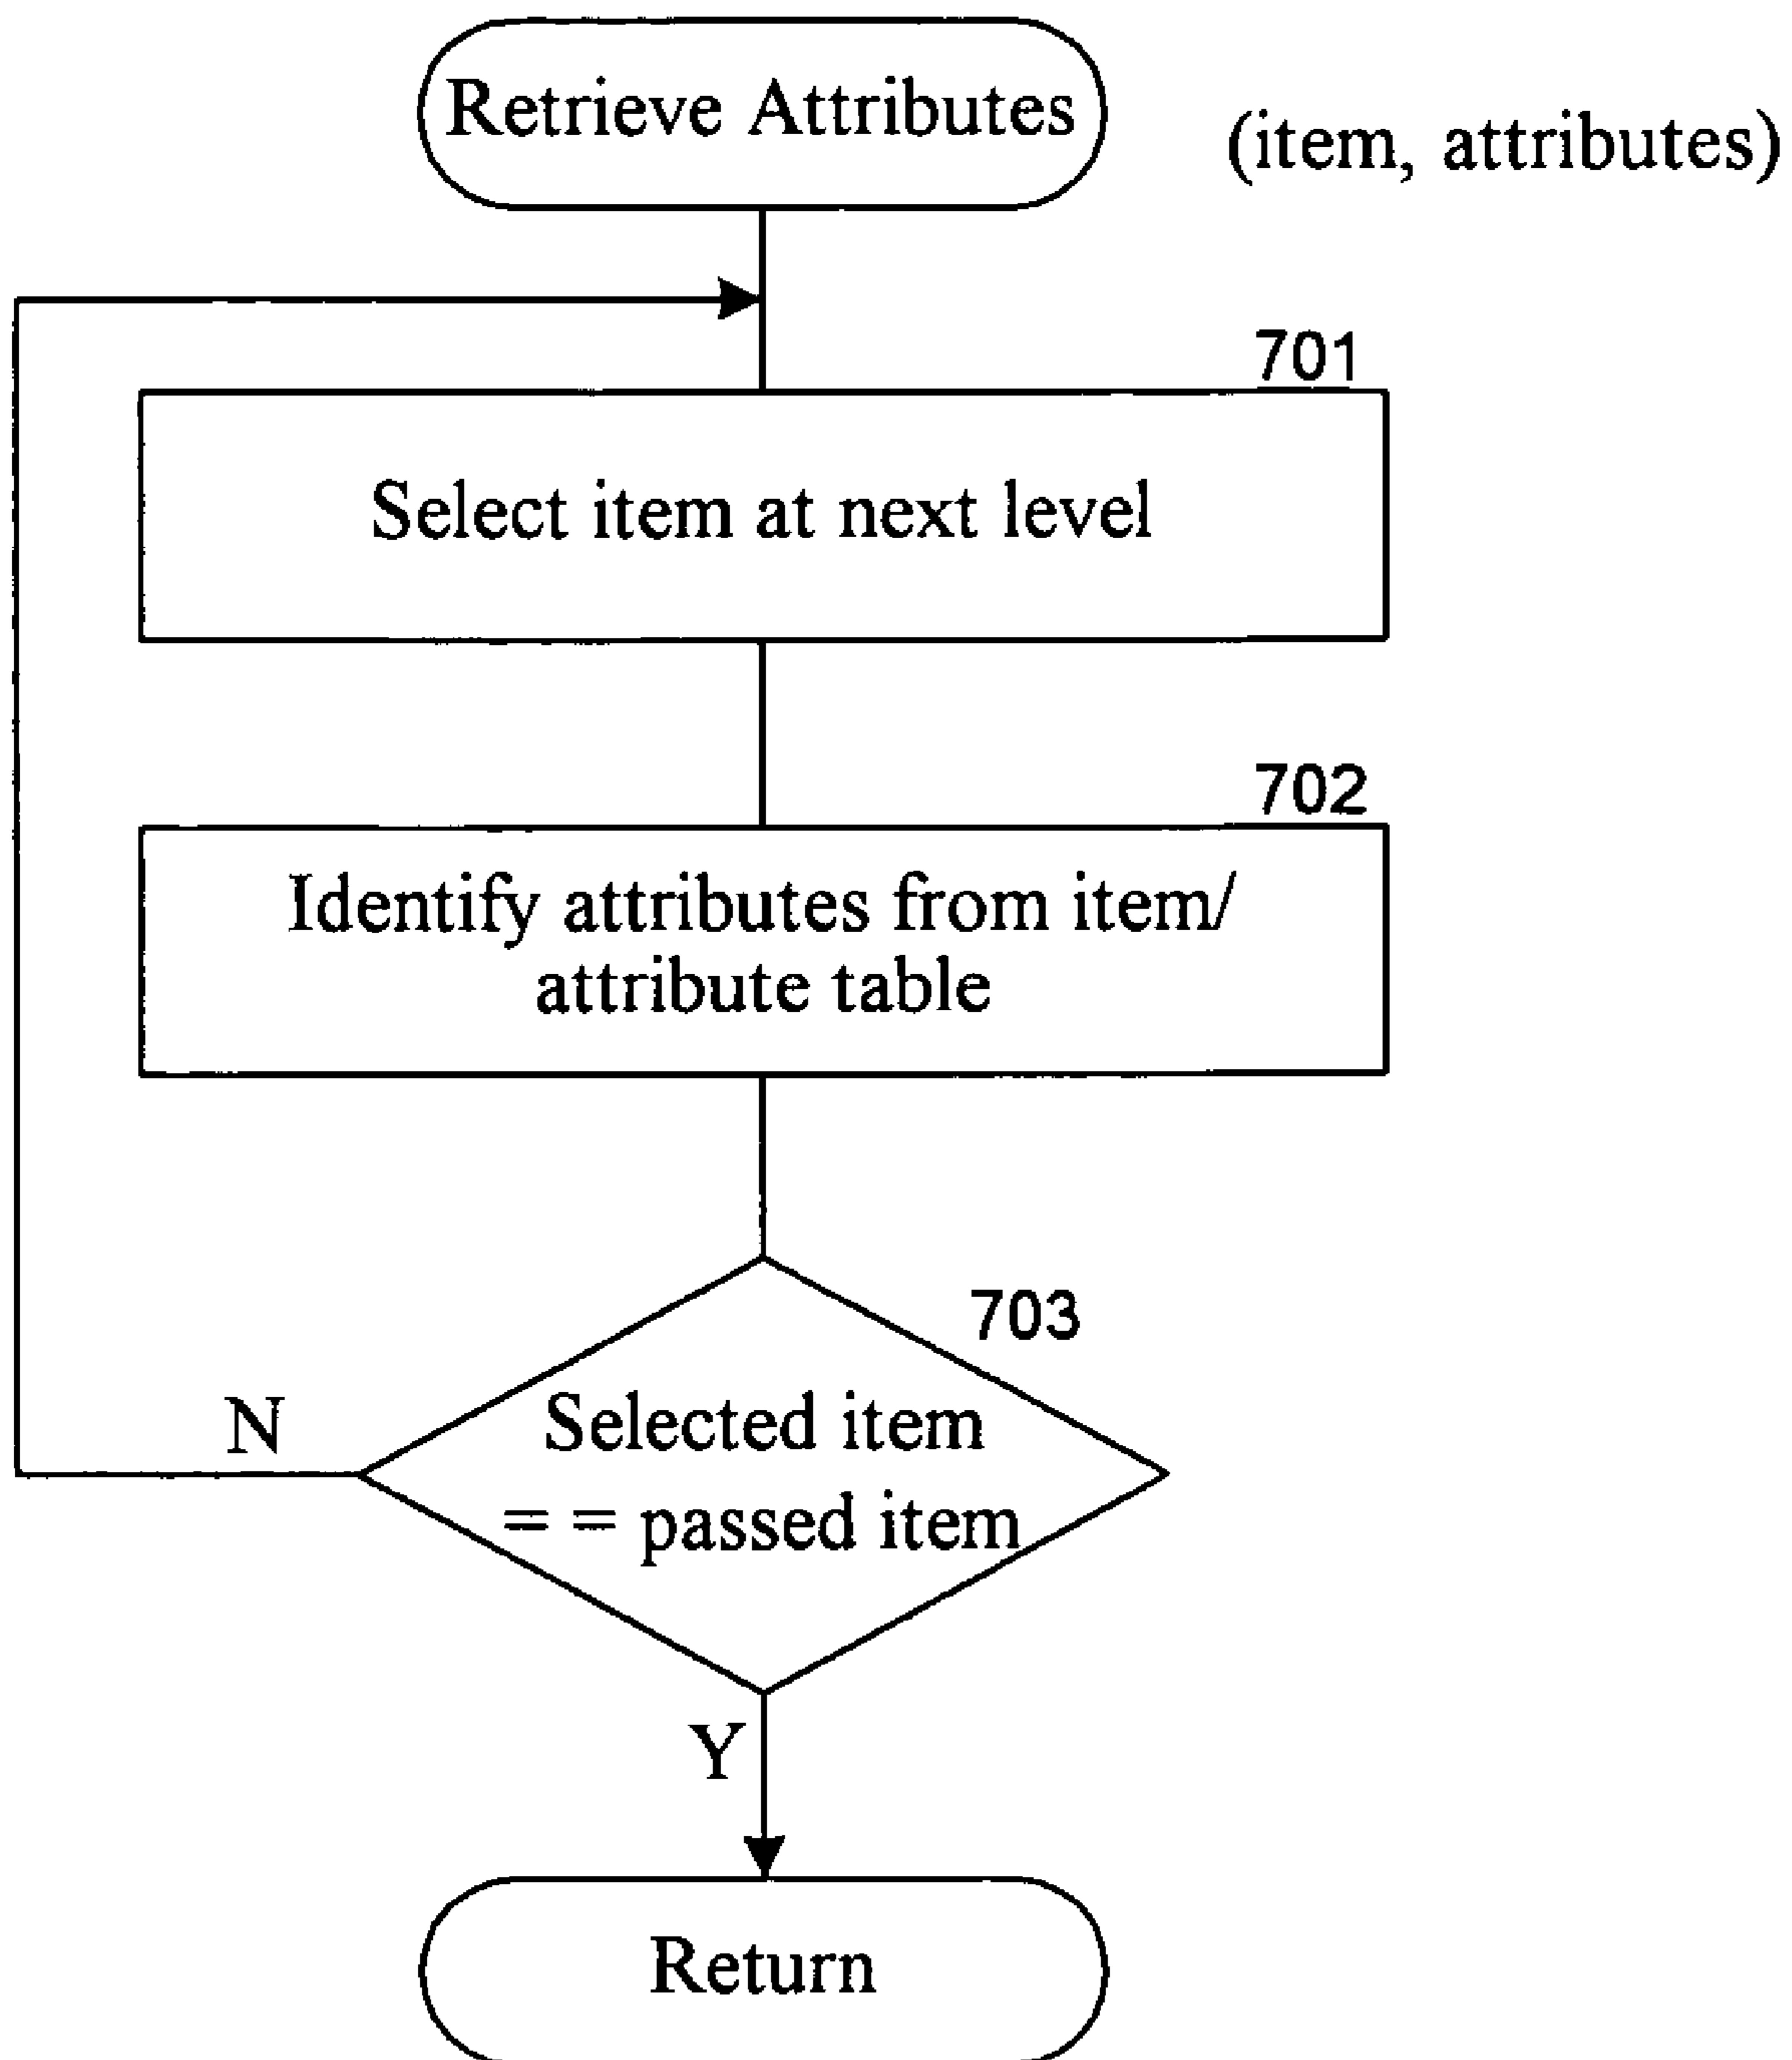 Retrieve Attributes
(item, attributes)
701
Select item at next level
702
Identify attributes from item/
attribute table
703
Selected item
= = passed item
N
Y
Return